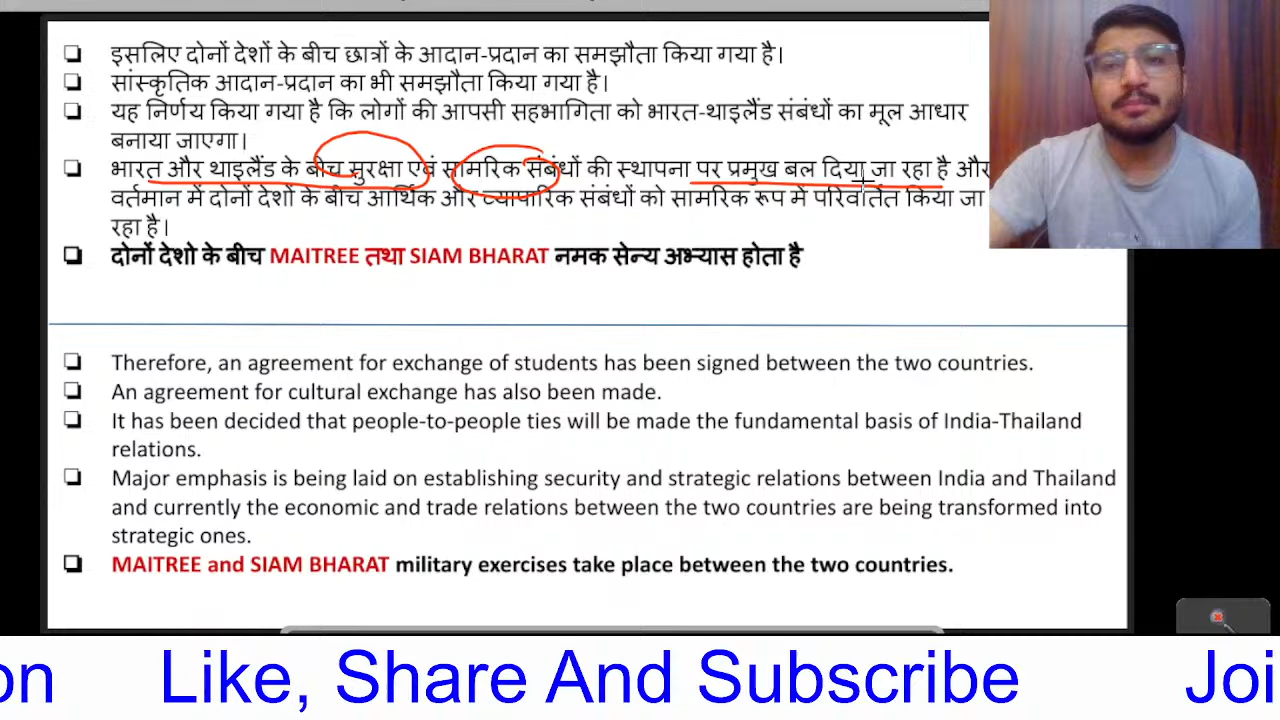 इसलिए दोनों देशों के बीच छात्रों के आदान-प्रदान का समझौता किया गया है।
सांस्कृतिक आदान-प्रदान का भी समझौता किया गया है।
यह निर्णय किया गया है कि लोगों की आपसी सहभागिता को भारत-थाइलैंड संबंधों का मूल आधार
बनाया जाएगा।
भारत और थाइलैंड के बीच सुरक्षा एवं सामरिक संबंधों की स्थापना पर प्रमुख बल दिया जा रहा है और
वर्तमान में दोनों देशों के बीच आर्थिक और व्यापारिक संबंधों को सामरिक रूप में परिवर्तित किया जा
रहा है।
दोनों देशो के बीच MAITREE तथा SIAM BHARAT नमक सेन्य अभ्यास होता है
Therefore, an agreement for exchange of students has been signed between the two countries.
An agreement for cultural exchange has also been made.
It has been decided that people-to-people ties will be made the fundamental basis of India-Thailand
relations.
Major emphasis is being laid on establishing security and strategic relations between India and Thailand
and currently the economic and trade relations between the two countries are being transformed into
strategic ones.
MAITREE and SIAM BHARAT military exercises take place between the two countries.
on Like, Share And Subscribe Joi